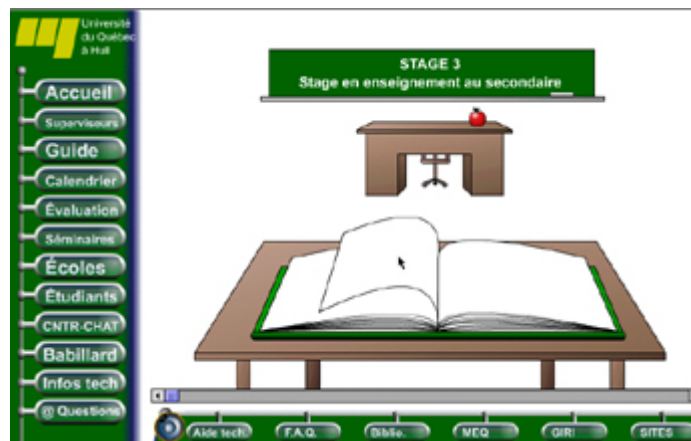 Université
du Québec
à Hull
Accueil
Superviseurs
Guide
Calendrier
Évaluation
Séminaires
Écoles
Étudiants
CNTR-CHAT
Babillard
Infos tech
@ Questions
STAGE 3
Stage en enseignement au secondaire
Aide tech.
F.A.Q.
Biblio.
MEQ
GIRI
SITES